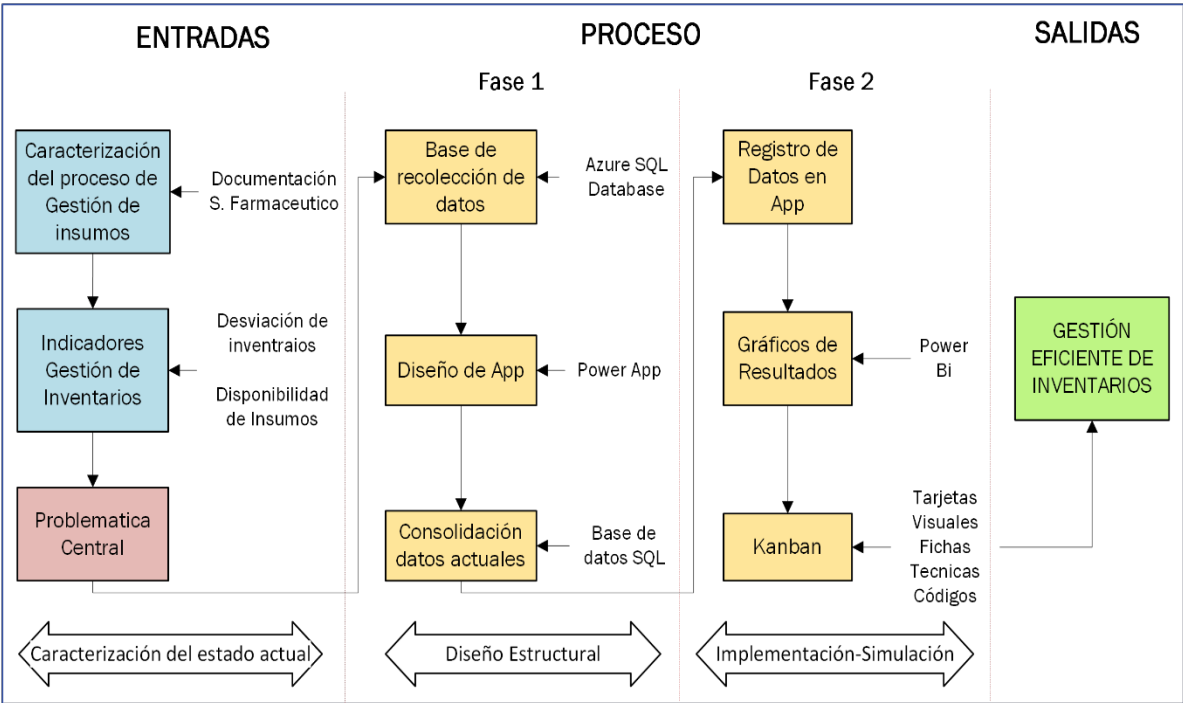 ENTRADAS
PROCESO
SALIDAS
Fase 1
Fase 2
Caracterización
del proceso de
Gestión de
insumos
Documentación
S. Farmaceutico
Indicadores
Gestión de
Inventarios
Desviación de
inventraios
Disponibilidad
de Insumos
Problematica
Central
Base de
recolección de
datos
Azure SQL
Database
Diseño de App
Power App
Consolidación
datos actuales
Base de
datos SQL
Registro de
Datos en
App
Gráficos de
Resultados
Power
Bi
Kanban
Tarjetas
Visuales
Fichas
Tecnicas
Códigos
GESTIÓN
EFICIENTE DE
INVENTARIOS
Caracterización del estado actual
Diseño Estructural
Implementación-Simulación